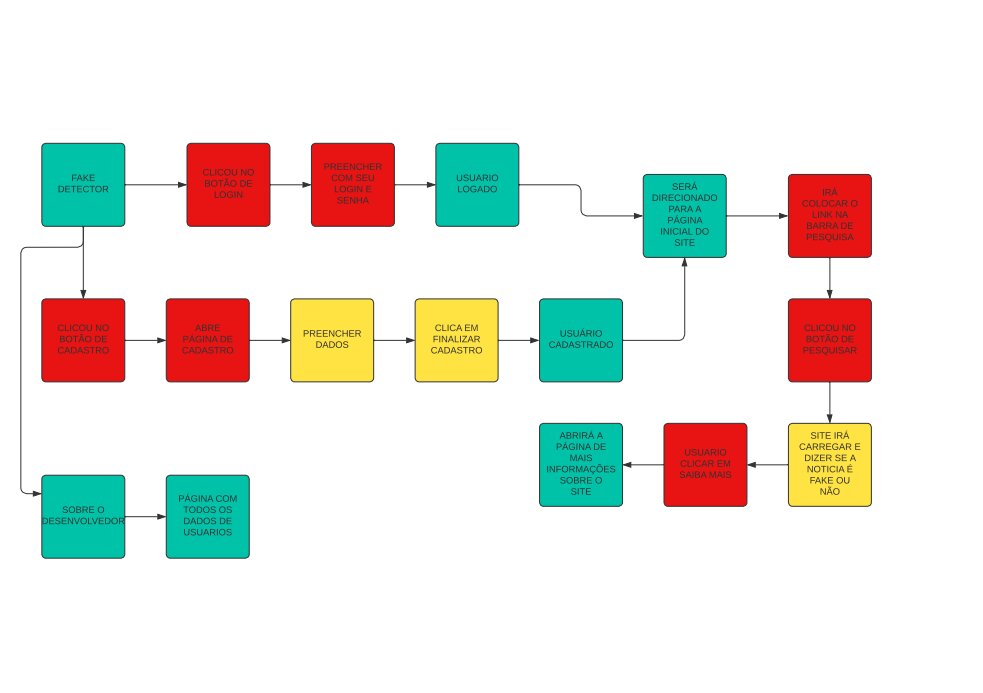 FAKE
DETECTOR
CLICOU NO
BOTÃO DE
LOGIN
PREENCHER
COM SEU
LOGIN E
SENHA
USUÁRIO
LOGADO
SERÁ
DIRECIONADO
PARA A
PÁGINA
INICIAL DO
SITE
IRÁ
COLOCAR O
LINK NA
BARRA DE
PESQUISA
CLICOU NO
BOTÃO DE
CADASTRO
ABRE
PÁGINA DE
CADASTRO
PREENCHER
DADOS
CLICA EM
FINALIZAR
CADASTRO
USUÁRIO
CADASTRADO
CLICOU NO
BOTÃO DE
PESQUISAR
ABRIRÁ A
PÁGINA DE
MAIS
INFORMAÇÕES
SOBRE O
SITE
USUARIO
CLICAR EM
SAIBA MAIS
SITE IRÁ
CARREGAR E
DIZER SE A
NOTICIA É
FAKE OU
NÃO
SOBRE O
DESENVOLVEDOR
PÁGINA COM
TODOS OS
DADOS DE
USUARIOS